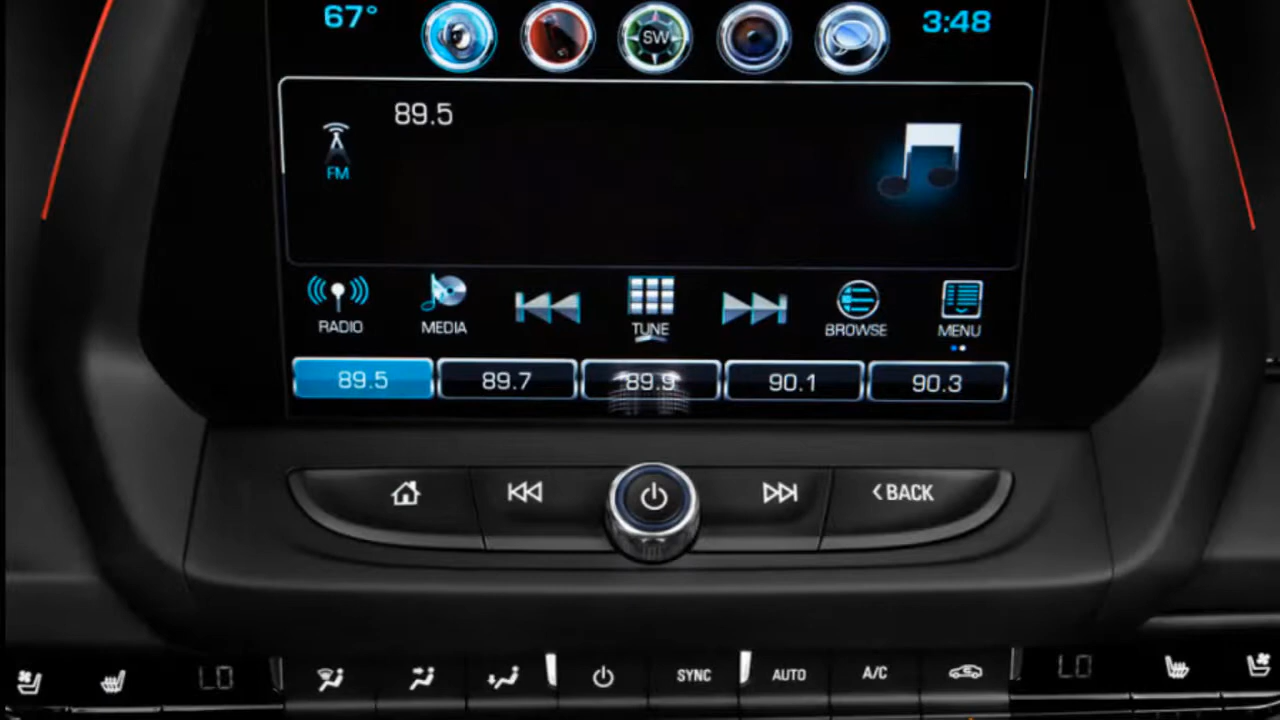 67° SW 3:48
89.5
FM
RADIO MEDIA TUNE BROWSE MENU
89.5 89.7 89.9 90.1 90.3
BACK
LO SYNC AUTO A/C LO